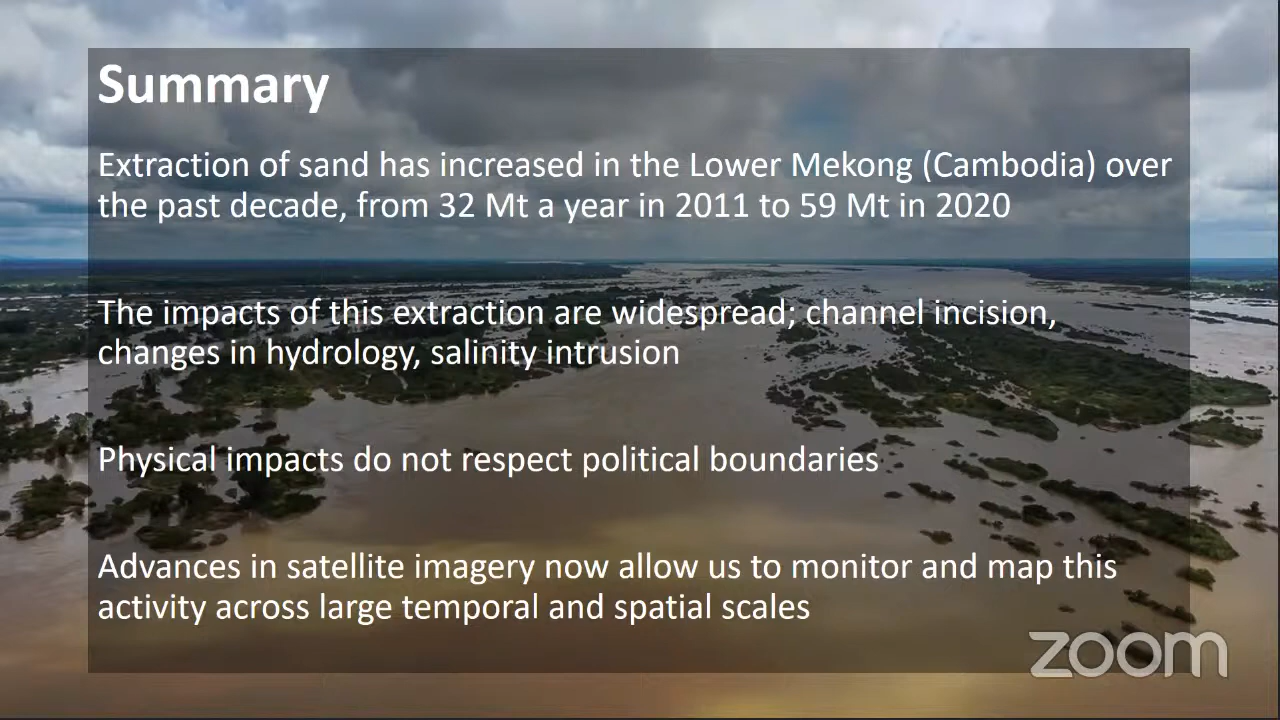 Summary
Extraction of sand has increased in the Lower Mekong (Cambodia) over
the past decade, from 32 Mt a year in 2011 to 59 Mt in 2020
The impacts of this extraction are widespread; channel incision,
changes in hydrology, salinity intrusion
Physical impacts do not respect political boundaries
Advances in satellite imagery now allow us to monitor and map this
activity across large temporal and spatial scales
zoom